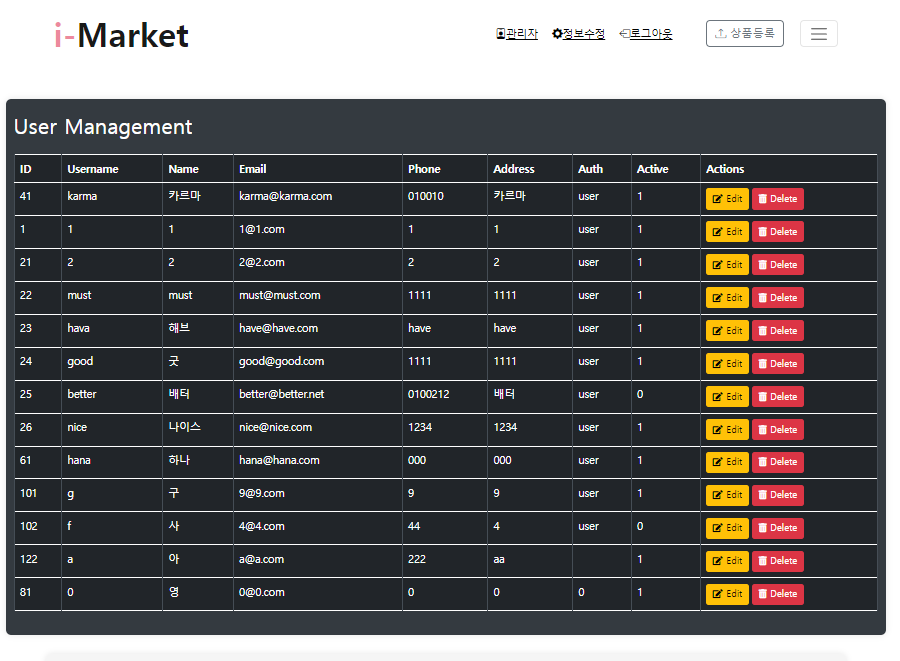 i-Market
관리자 정보수정 로그아웃 상품등록
User Management
ID Username Name Email Phone Address Auth Active Actions
41 karma 카르마 karma@karma.com 010010 카르마 user 1 Edit Delete
1 1 1 1@1.com 1 1 user 1 Edit Delete
21 2 2 2@2.com 2 2 user 1 Edit Delete
22 must must must@must.com 1111 1111 user 1 Edit Delete
23 hava 해브 have@have.com have have user 1 Edit Delete
24 good 굿 good@good.com 1111 1111 user 1 Edit Delete
25 better 배터 better@better.net 0100212 배터 user 0 Edit Delete
26 nice 나이스 nice@nice.com 1234 1234 user 1 Edit Delete
61 hana 하나 hana@hana.com 000 000 user 1 Edit Delete
101 g 구 9@9.com 9 9 user 1 Edit Delete
102 f 사 4@4.com 44 4 user 0 Edit Delete
122 a 아 a@a.com 222 aa 1 Edit Delete
81 0 영 0@0.com 0 0 0 1 Edit Delete